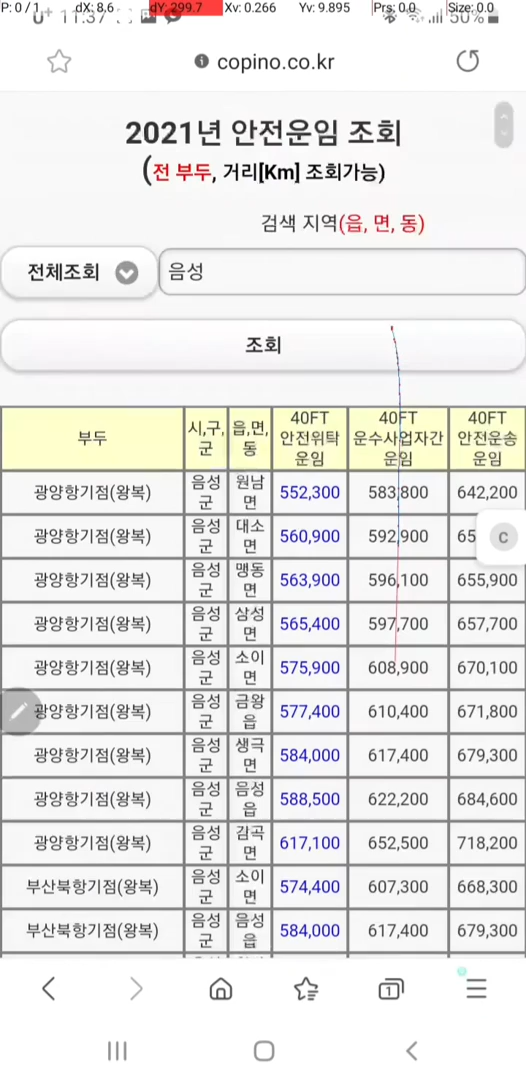 P: 0 / 1 dX: 8.6 dY: 299.7 Xv: 0.266 Yv: 9.895 Prs: 0.0 Size: 0.0
U+ 11:37 50%
copino.co.kr
2021년 안전운임 조회
(전 부두, 거리[Km] 조회가능)
검색 지역(읍, 면, 동)
전체조회 음성
조회
부두 시,구,군 읍,면,동 40FT 안전위탁운임 40FT 운수사업자간운임 40FT 안전운송운임
광양항기점(왕복) 음성군 원남면 552,300 583,800 642,200
광양항기점(왕복) 음성군 대소면 560,900 592,900 65
C
광양항기점(왕복) 음성군 맹동면 563,900 596,100 655,900
광양항기점(왕복) 음성군 삼성면 565,400 597,700 657,700
광양항기점(왕복) 음성군 소이면 575,900 608,900 670,100
광양항기점(왕복) 음성군 금왕읍 577,400 610,400 671,800
광양항기점(왕복) 음성군 생극면 584,000 617,400 679,300
광양항기점(왕복) 음성군 음성읍 588,500 622,200 684,600
광양항기점(왕복) 음성군 감곡면 617,100 652,500 718,200
부산북항기점(왕복) 음성군 소이면 574,400 607,300 668,300
부산북항기점(왕복) 음성군 음성읍 584,000 617,400 679,300
1